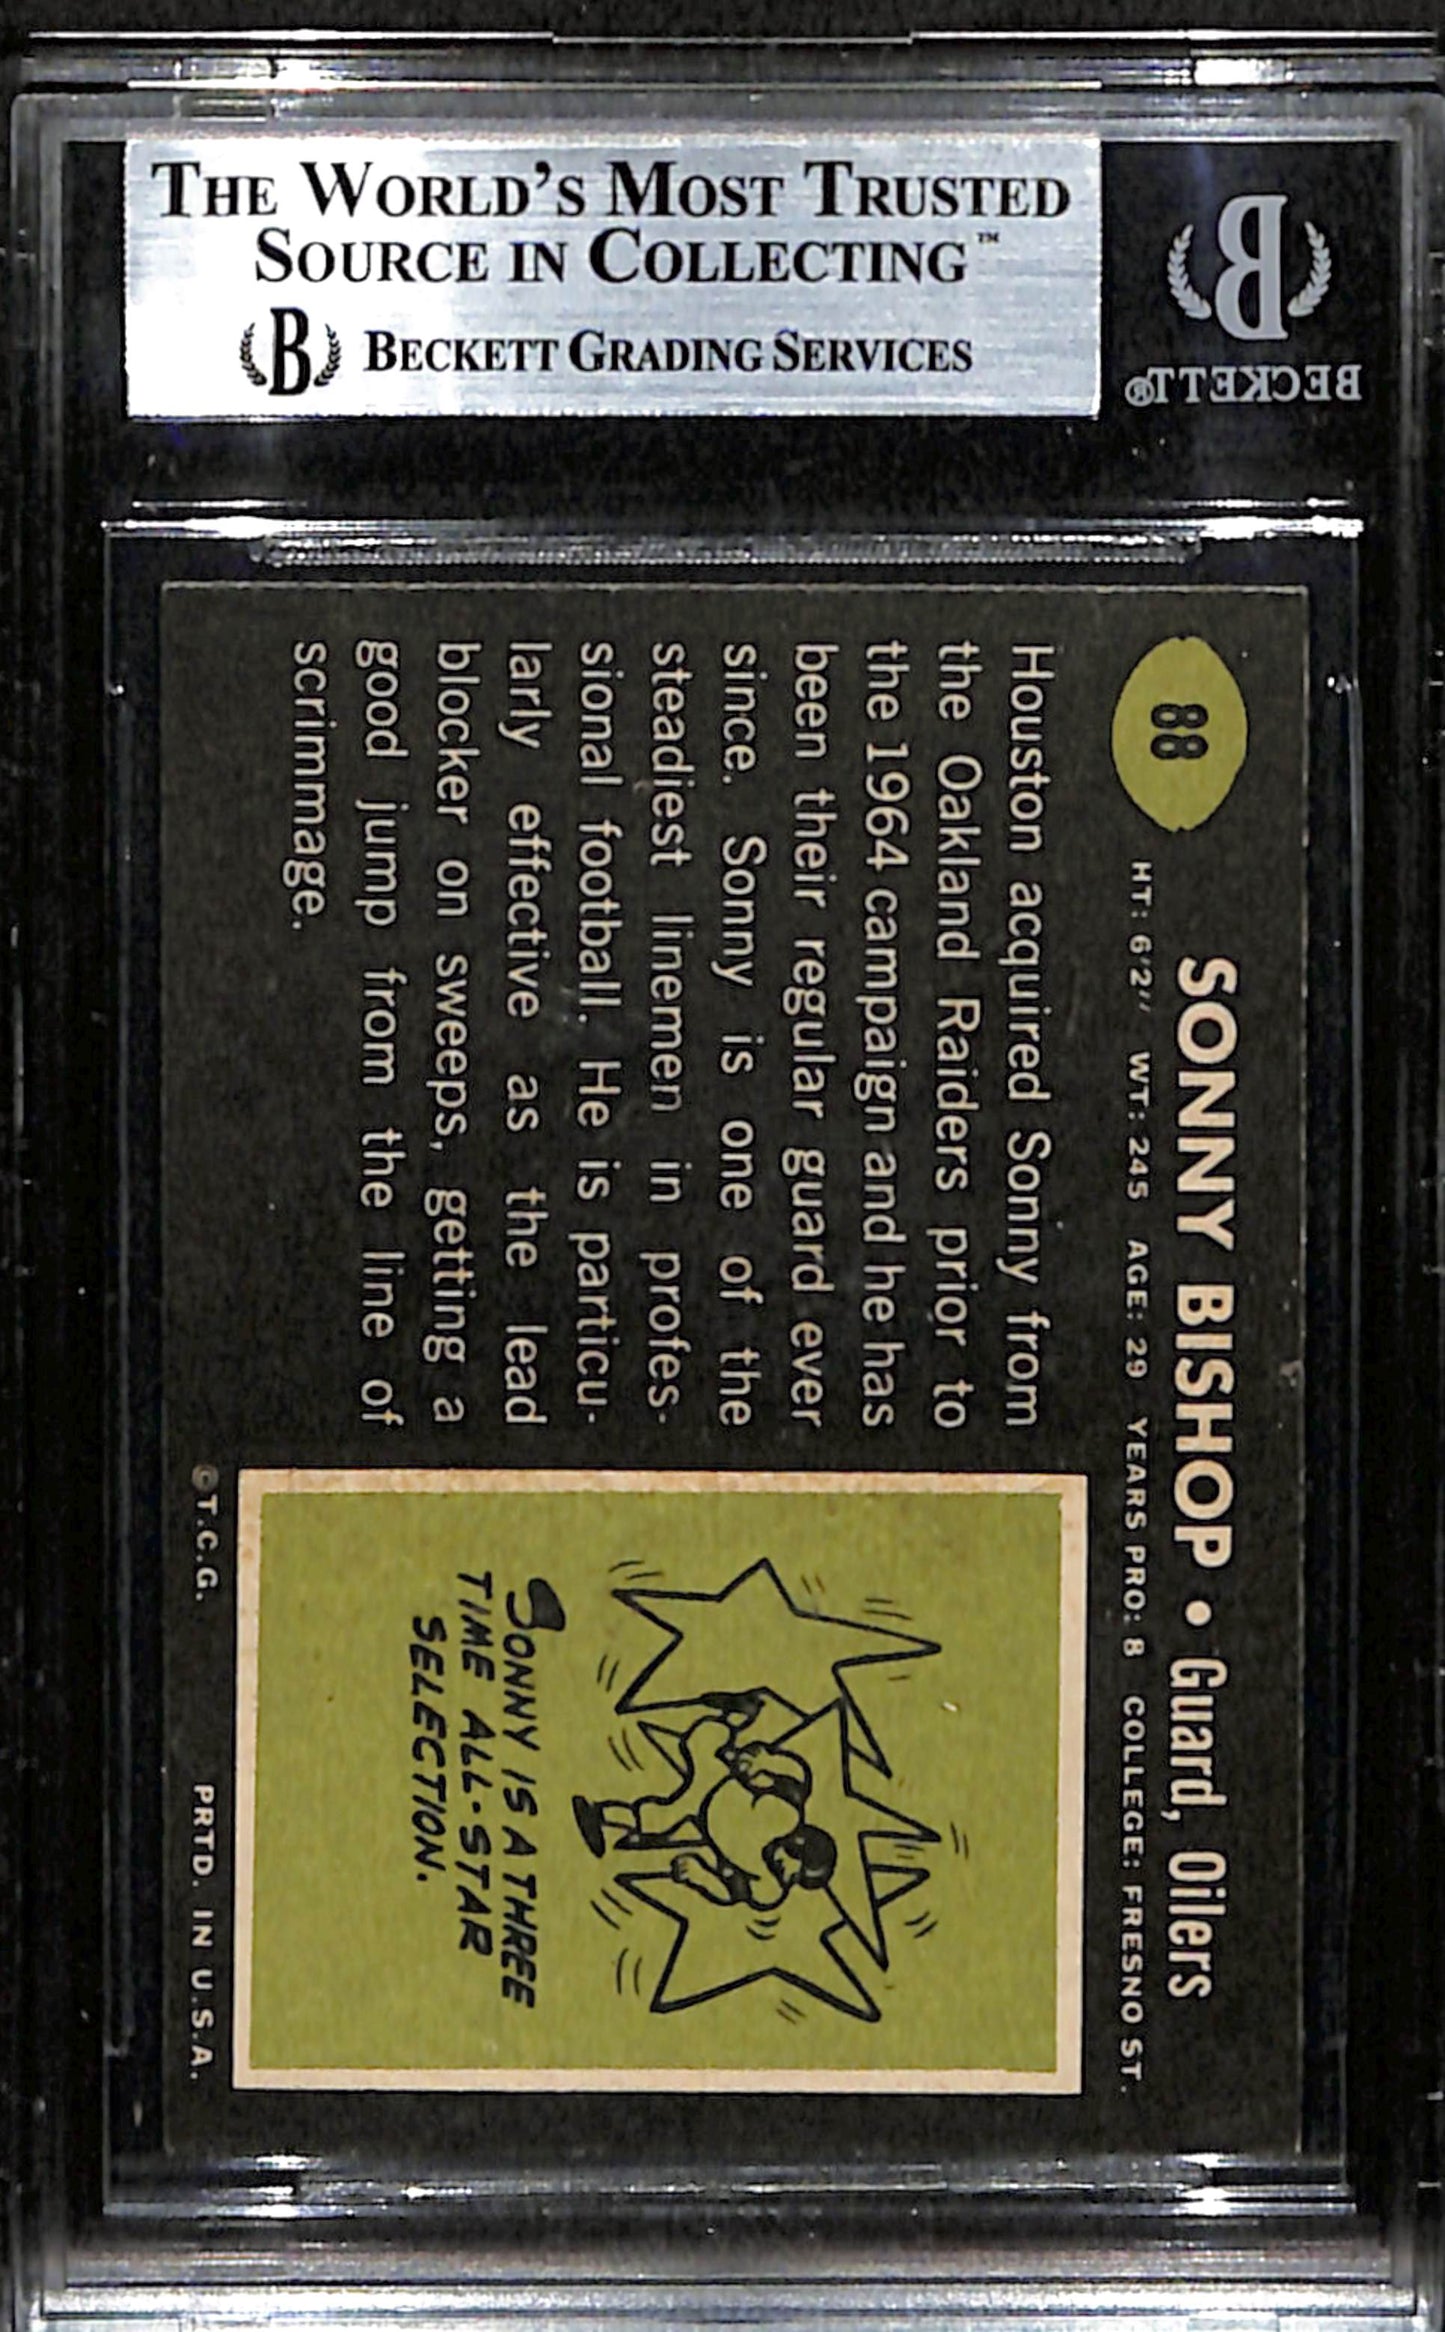 THE WORLD'S MOST TRUSTED
SOURCE IN COLLECTING™
B BECKETT GRADING SERVICES
B
BECKETT®
88
SONNY BISHOP • Guard, Oilers
HT: 6'2" WT: 245 AGE: 29 YEARS PRO: 8 COLLEGE: FRESNO ST.
Houston acquired Sonny from
the Oakland Raiders prior to
the 1964 campaign and he has
been their regular guard ever
since. Sonny is one of the
steadiest linemen in profes-
sional football. He is particu-
larly effective as the lead
blocker on sweeps, getting a
good jump from the line of
scrimmage.
SONNY IS A THREE
TIME ALL-STAR
SELECTION.
©T.C.G.
PRTD. IN U.S.A.